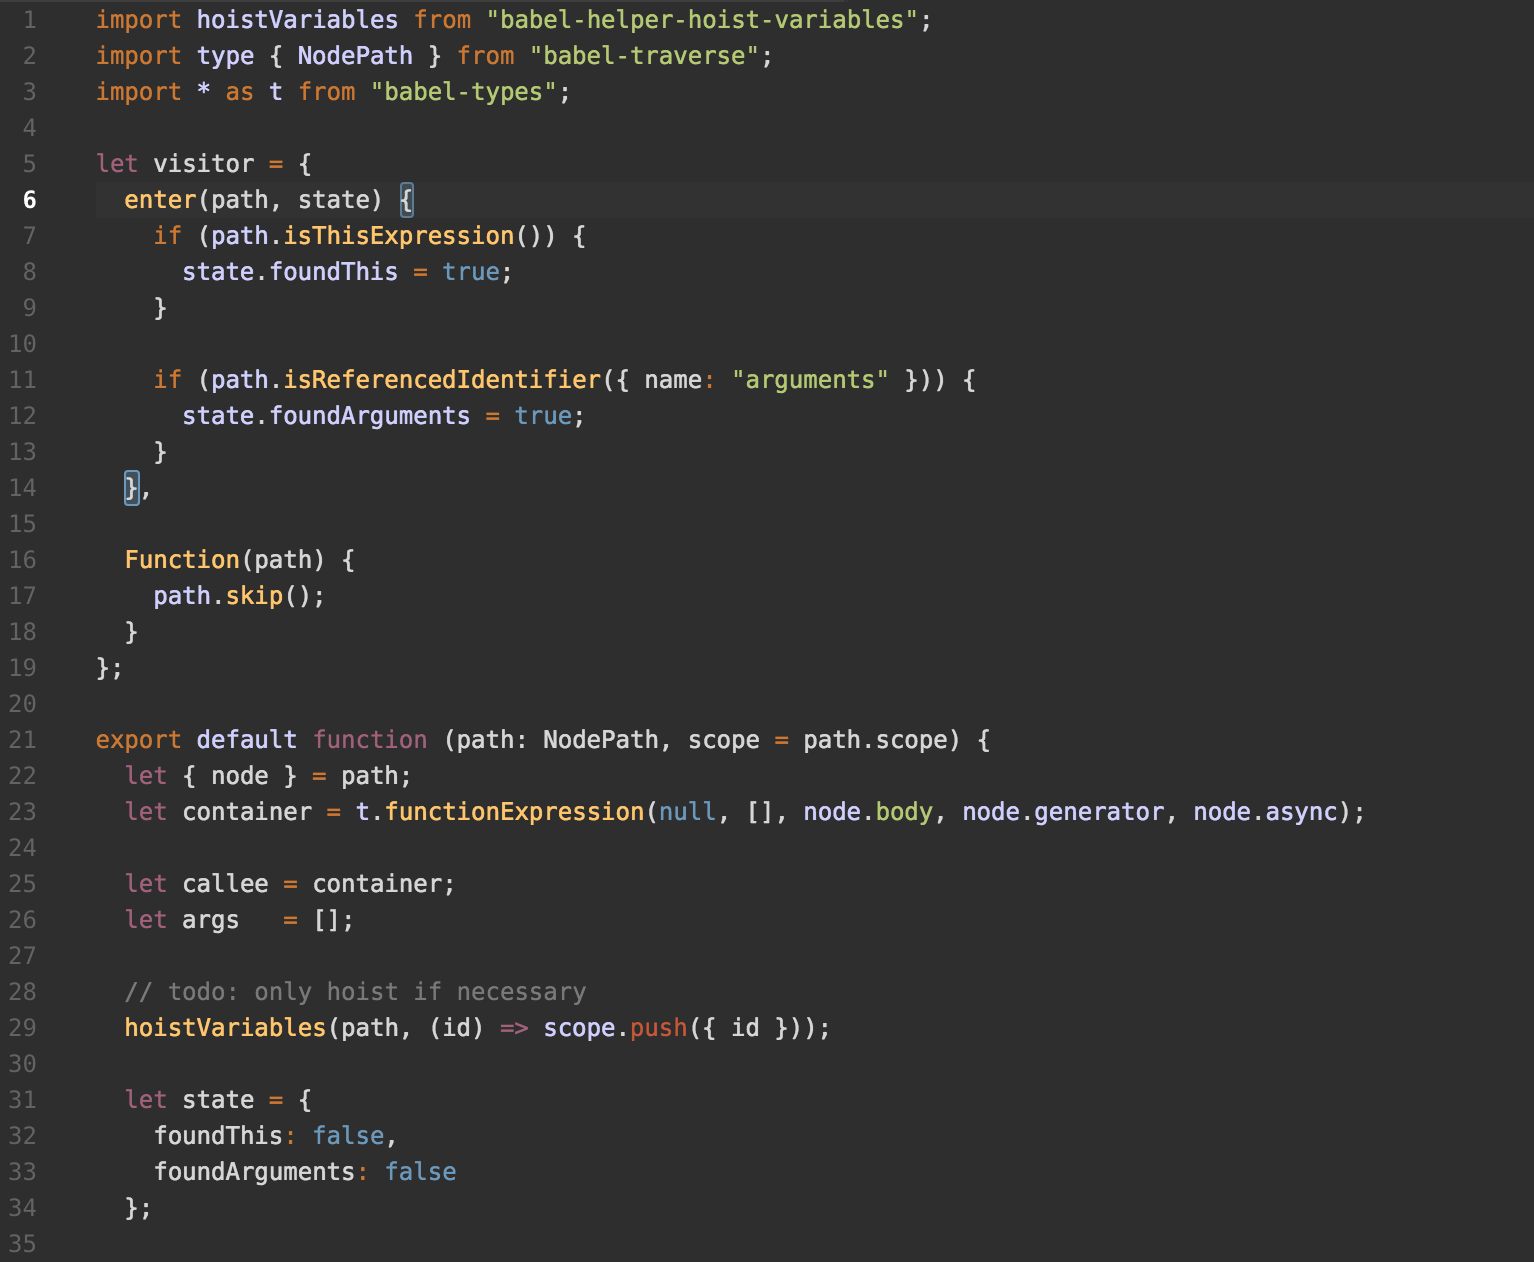 1 import hoistVariables from "babel-helper-hoist-variables";
2 import type { NodePath } from "babel-traverse";
3 import * as t from "babel-types";
4
5 let visitor = {
6   enter(path, state) {
7     if (path.isThisExpression()) {
8       state.foundThis = true;
9     }
10
11     if (path.isReferencedIdentifier({ name: "arguments" })) {
12       state.foundArguments = true;
13     }
14   },
15
16   Function(path) {
17     path.skip();
18   }
19 };
20
21 export default function (path: NodePath, scope = path.scope) {
22   let { node } = path;
23   let container = t.functionExpression(null, [], node.body, node.generator, node.async);
24
25   let callee = container;
26   let args   = [];
27
28   // todo: only hoist if necessary
29   hoistVariables(path, (id) => scope.push({ id }));
30
31   let state = {
32     foundThis: false,
33     foundArguments: false
34   };
35